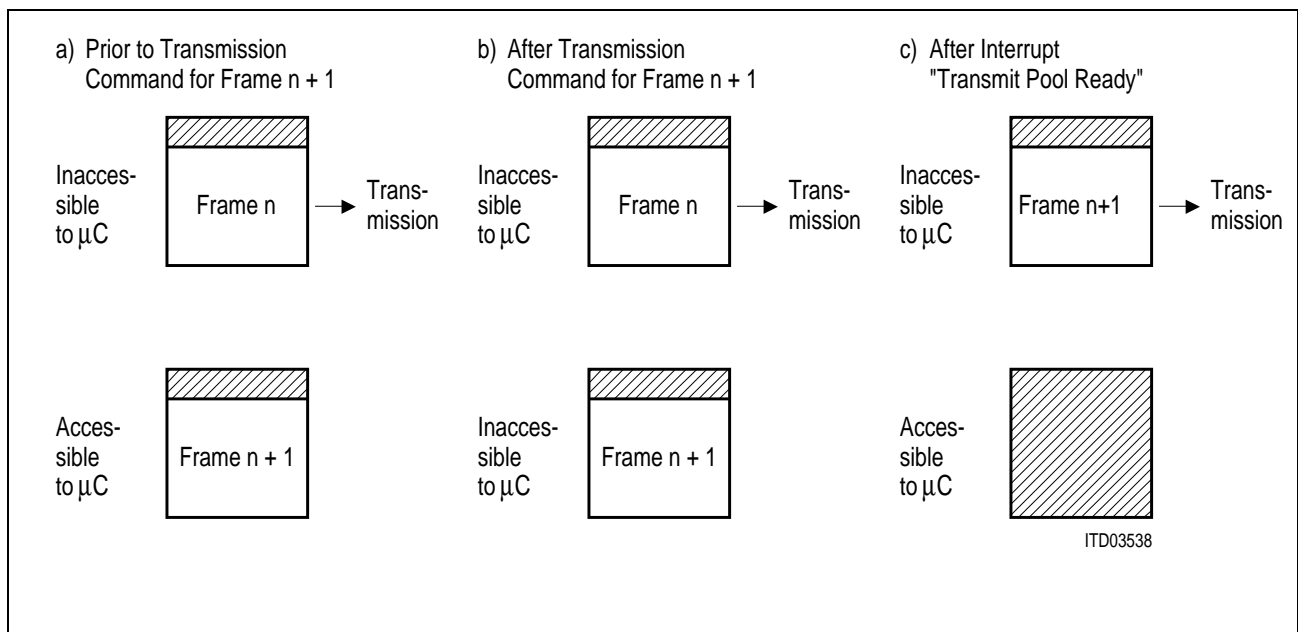 a) Prior to Transmission
Command for Frame n + 1
Inacces-
sible
to μC
Frame n
Trans-
mission
Acces-
sible
to μC
Frame n + 1
b) After Transmission
Command for Frame n + 1
Inacces-
sible
to μC
Frame n
Trans-
mission
Inacces-
sible
to μC
Frame n + 1
c) After Interrupt
"Transmit Pool Ready"
Inacces-
sible
to μC
Frame n+1
Trans-
mission
Acces-
sible
to μC
ITD03538